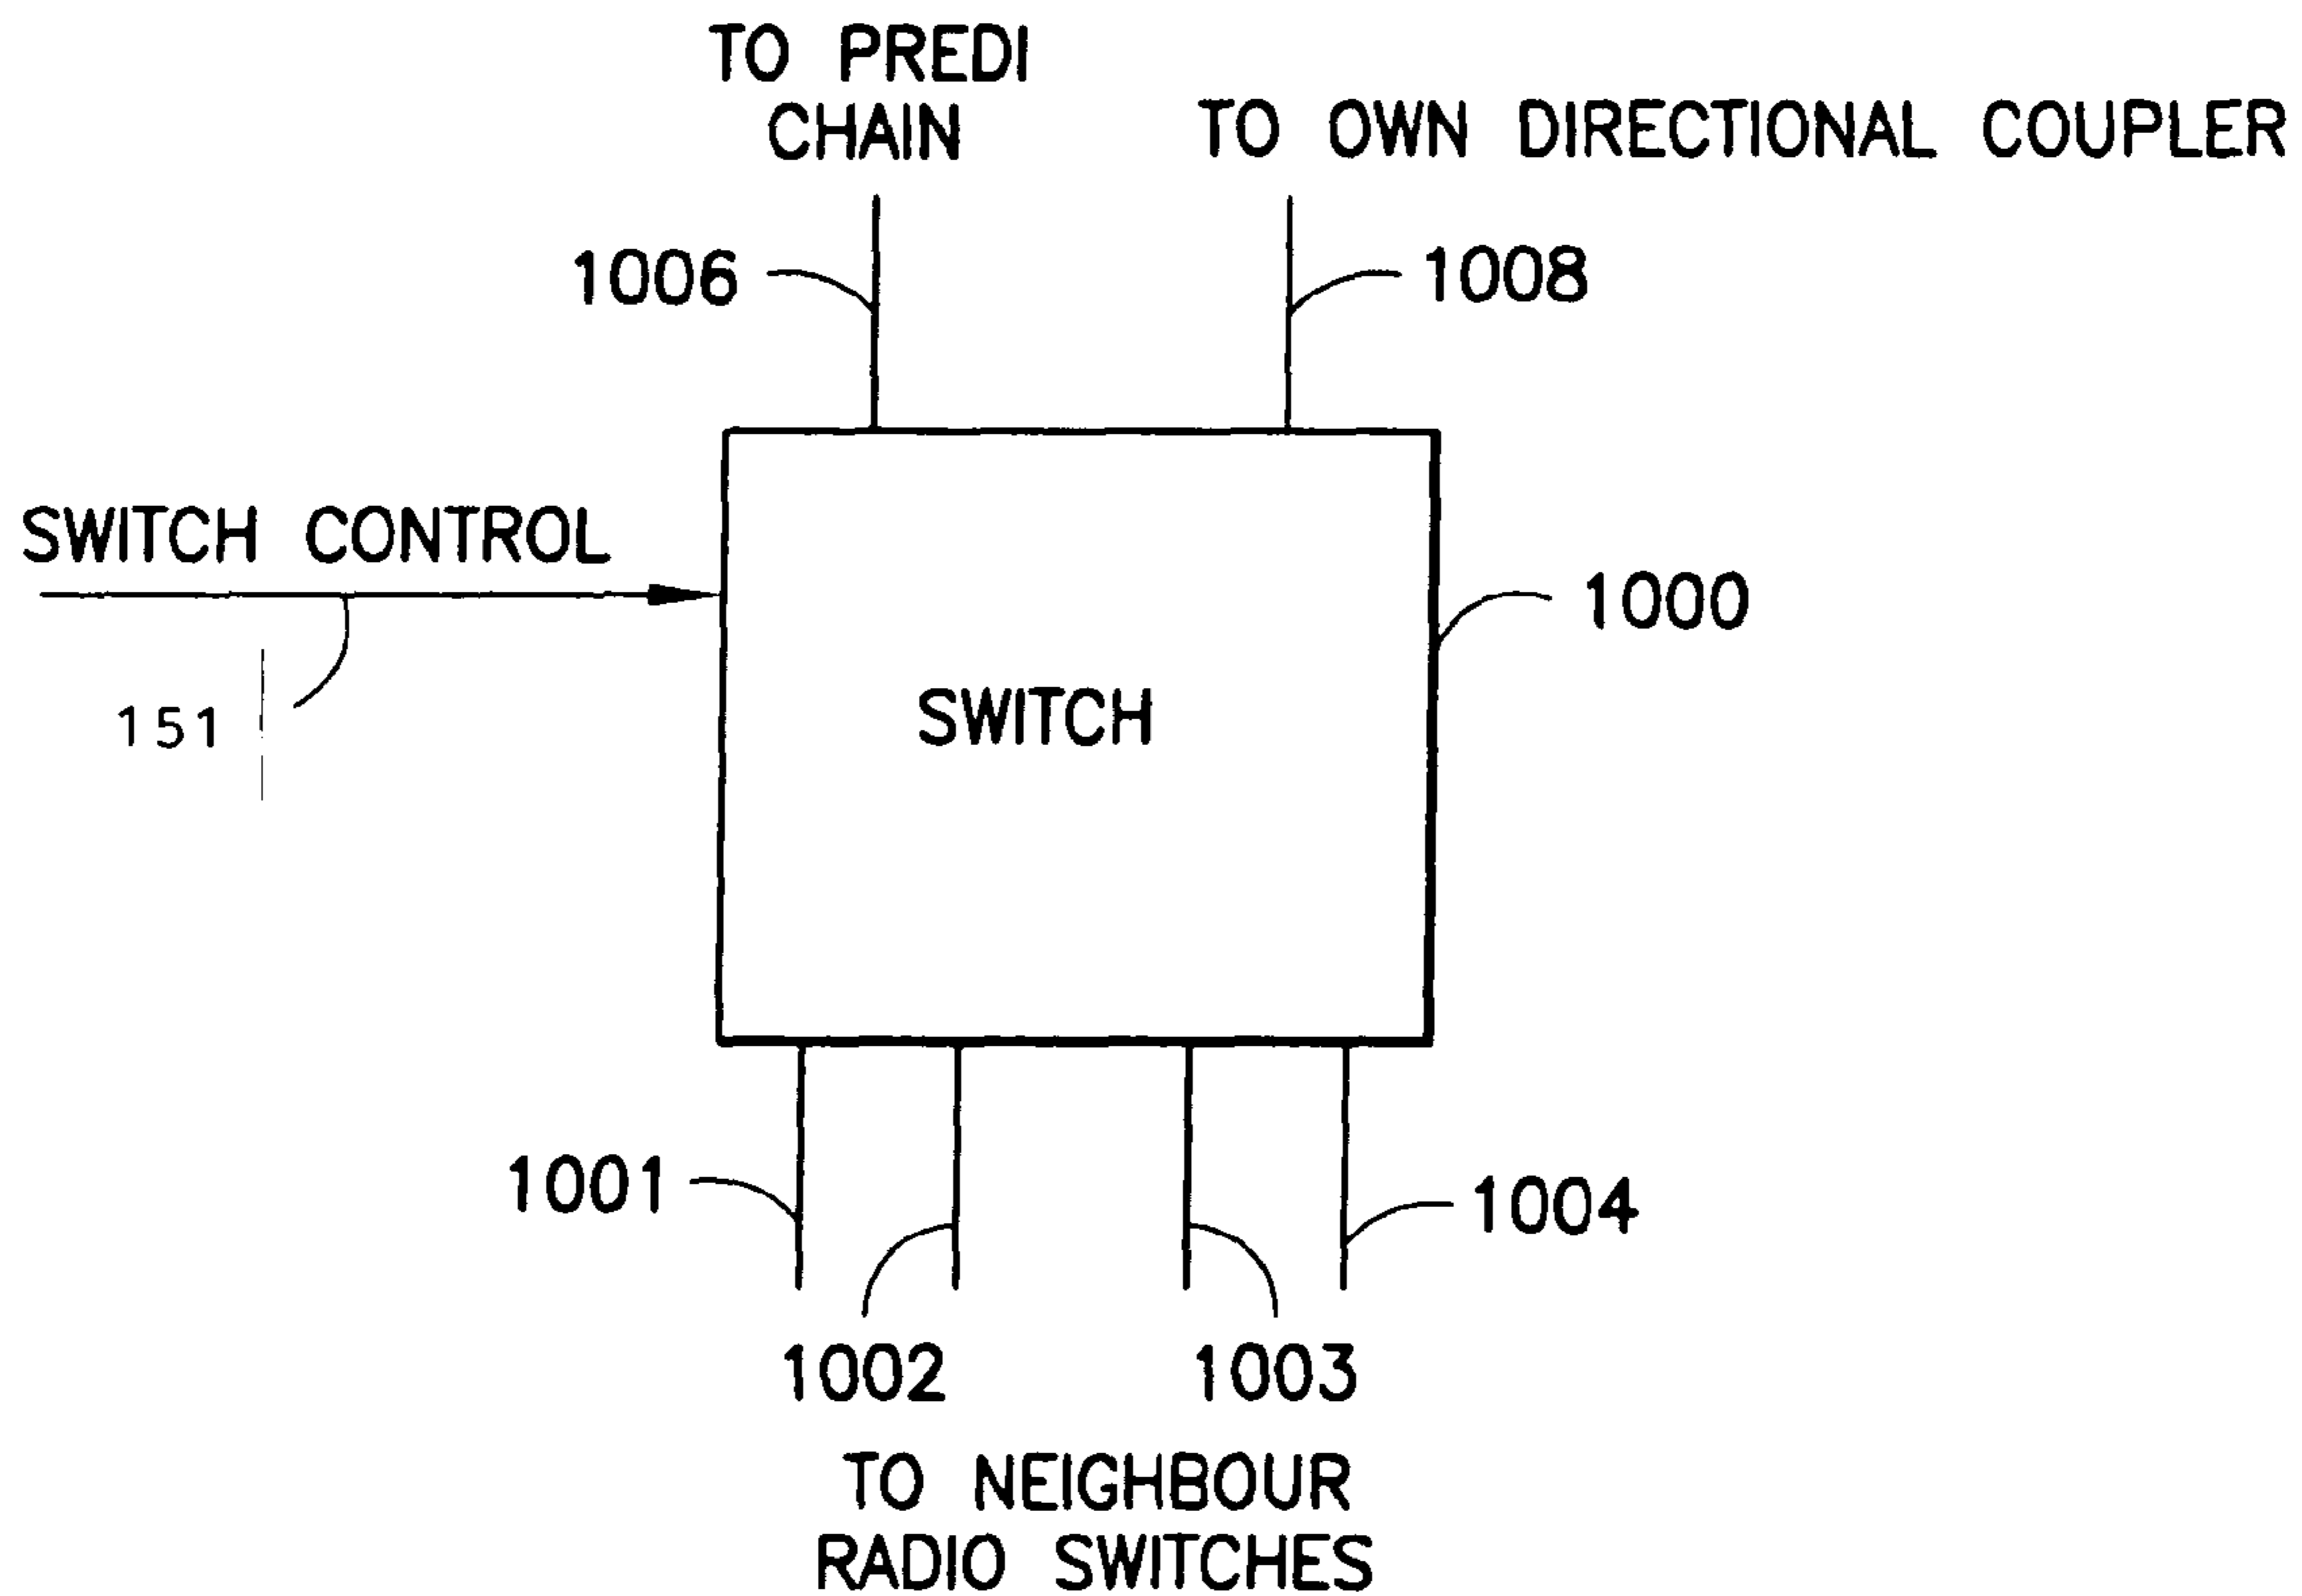 TO PREDI
CHAIN
TO OWN DIRECTIONAL COUPLER
1006
1008
SWITCH CONTROL
1000
151
SWITCH
1001
1004
1002
1003
TO NEIGHBOUR
RADIO SWITCHES